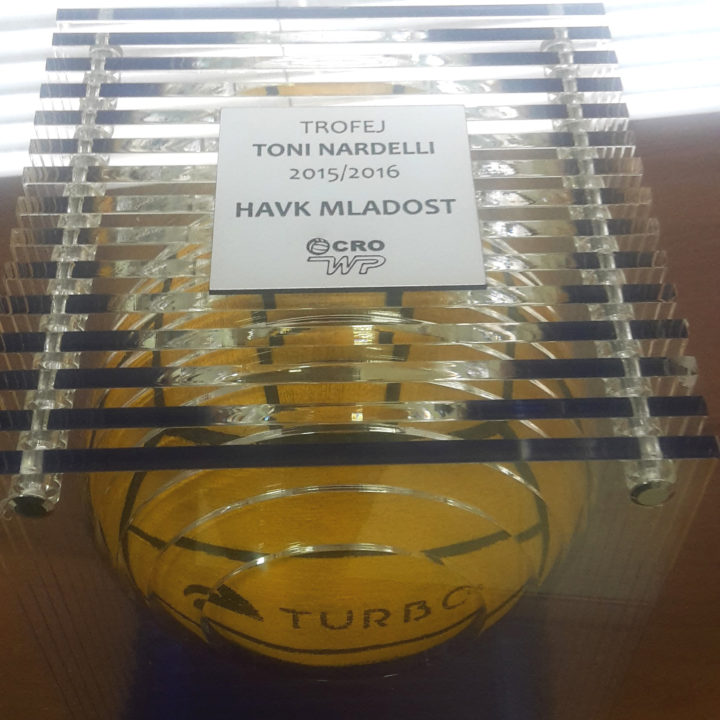 TROFEJ
TONI NARDELLI
2015/2016
HAVK MLADOST
CRO
WP
TURBO